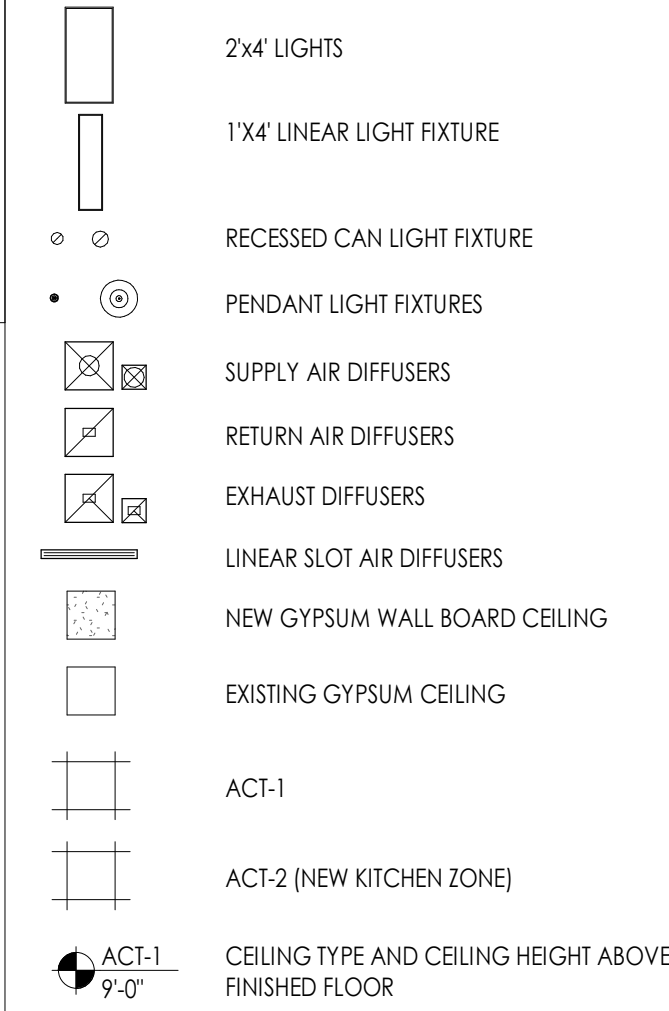 2'x4' LIGHTS
1'X4' LINEAR LIGHT FIXTURE
RECESSED CAN LIGHT FIXTURE
PENDANT LIGHT FIXTURES
SUPPLY AIR DIFFUSERS
RETURN AIR DIFFUSERS
EXHAUST DIFFUSERS
LINEAR SLOT AIR DIFFUSERS
NEW GYPSUM WALL BOARD CEILING
EXISTING GYPSUM CEILING
ACT-1
ACT-2 (NEW KITCHEN ZONE)
ACT-1
9'-0"
CEILING TYPE AND CEILING HEIGHT ABOVE
FINISHED FLOOR